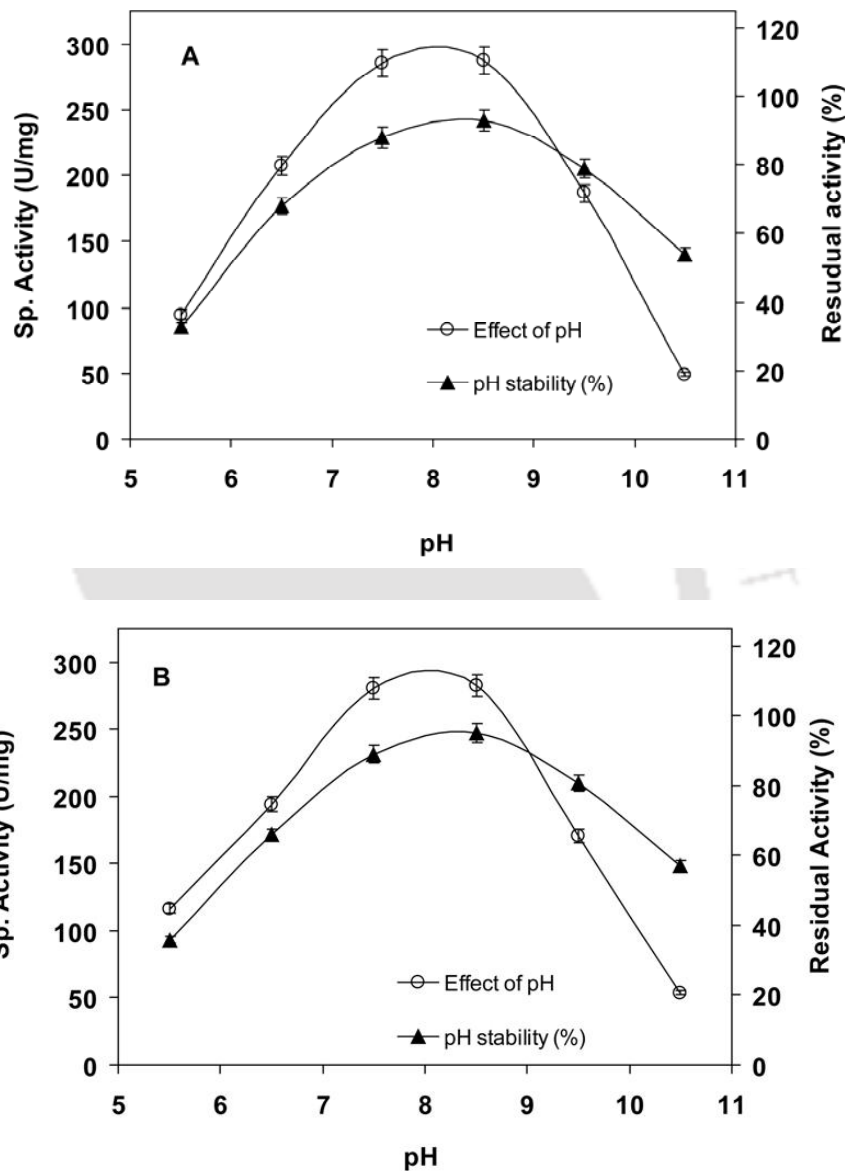 A
Sp. Activity (U/mg)
300
250
200
150
100
50
0
120
100
80
60
40
20
0
Resudual activity (%)
Effect of pH
pH stability (%)
5 6 7 8 9 10 11
pH
B
Sp. Activity (U/mg)
300
250
200
150
100
50
0
120
100
80
60
40
20
0
Residual Activity (%)
Effect of pH
pH stability (%)
5 6 7 8 9 10 11
pH